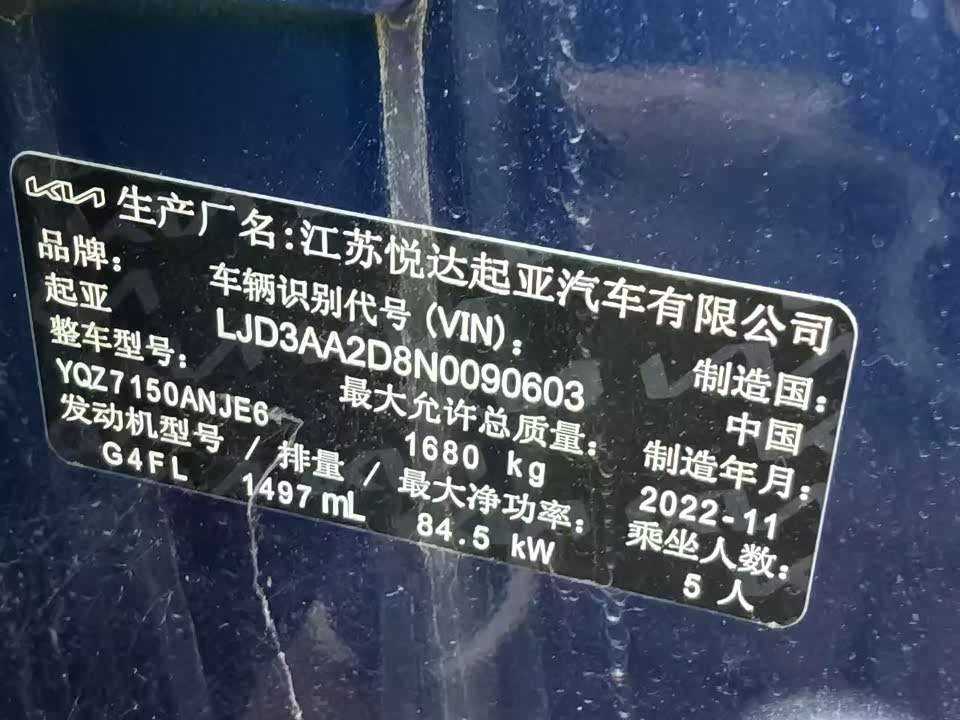 KIA 生产厂名:江苏悦达起亚汽车有限公司
品牌: 车辆识别代号 (VIN): 制造国:
起亚 LJD3AA2D8N0090603 中国
整车型号: 最大允许总质量: 制造年月:
YQZ7150ANJE6 1680 kg 2022-11
发动机型号 / 排量 / 最大净功率: 乘坐人数:
G4FL 1497 mL 84.5 kW 5 人